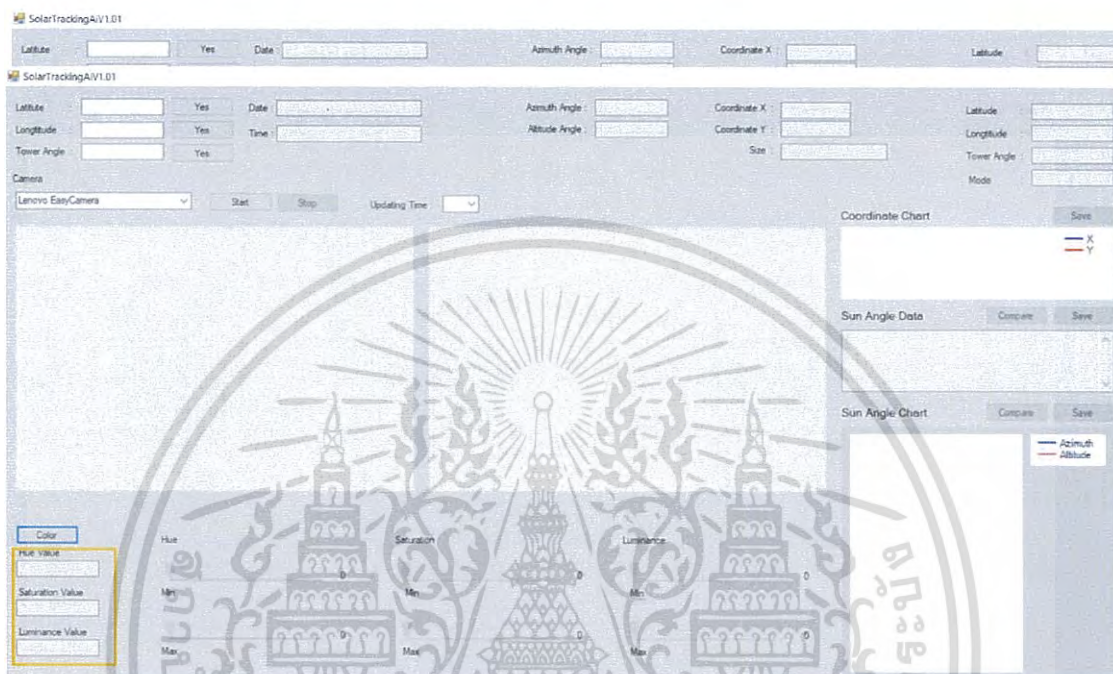 SolarTrackingAiV1.01
Latitute : Yes Date : Azimuth Angle : Coordinate X : Latitude :
SolarTrackingAiV1.01
Latitute : Yes Date : Azimuth Angle : Coordinate X : Latitude :
Longtitude : Yes Time : Altitude Angle : Coordinate Y : Longtitude :
Tower Angle : Yes Size : Tower Angle :
Camera Mode :
Lenovo EasyCamera Start Stop Updating Time :
Coordinate Chart Save
X
Y
Sun Angle Data Compare Save
Sun Angle Chart Compare Save
Azimuth
Altitude
Color
Hue Saturation Luminance
Hue Value
0 0 0
Saturation Value Min Min Min
Luminance Value 0 0 0
Max Max Max